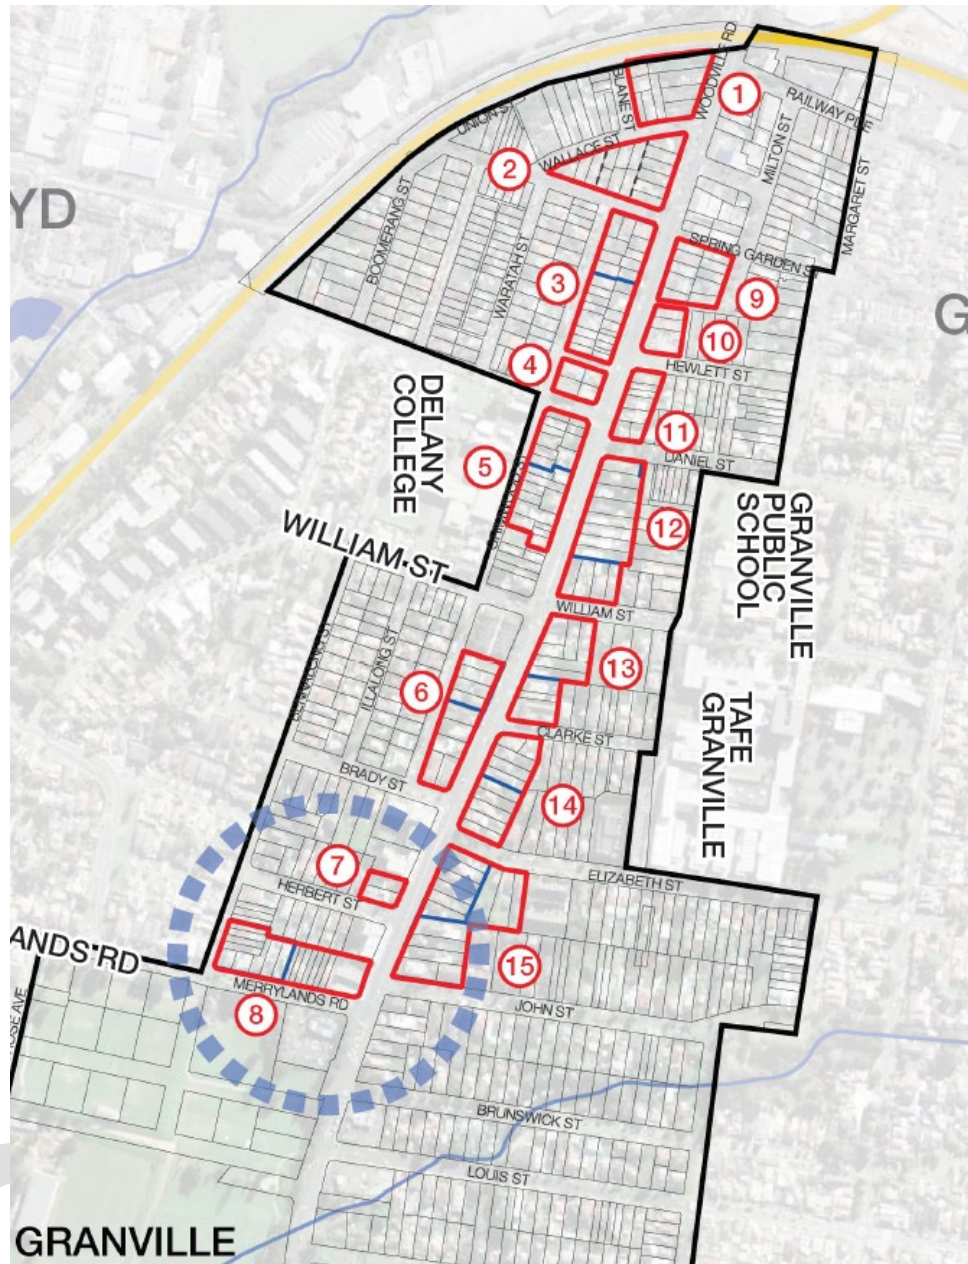 WOODVILLE RD
1
BLANE ST
RAILWAY PDE
UNION ST
WALLACE ST
MILTON ST
2
MARGARET ST
YD
BOOMERANG ST
WARATAH ST
SPRING GARDEN S
3
9
G
10
HEWLETT ST
4
DELANY
COLLEGE
11
5
DANIEL ST
GRANVILLE
PUBLIC
SCHOOL
12
WILLIAM ST
WILLIAM ST
13
ILLALONG ST
6
TAFE
GRANVILLE
CLARKE ST
BRADY ST
14
7
HERBERT ST
ELIZABETH ST
ANDS RD
15
MERRYLANDS RD
8
JOHN ST
BRUNSWICK ST
LOUIS ST
GRANVILLE